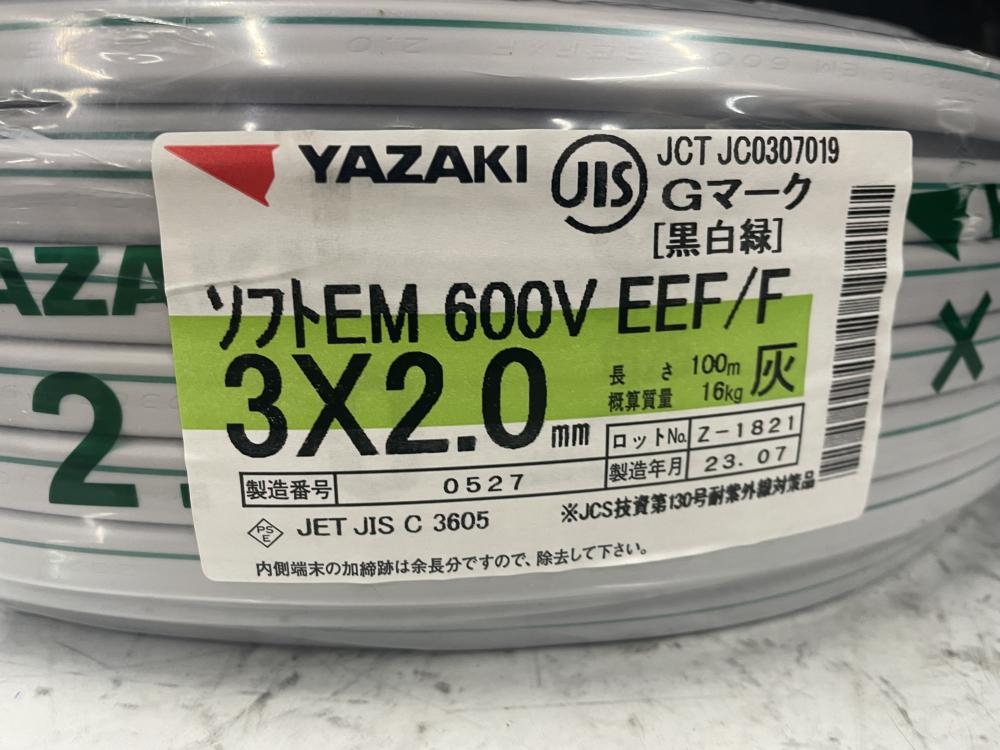 YAZAKI
JIS
JCT JC0307019
Gマーク
[黒白緑]
ソフトEM 600V EEF/F
3X2.0mm
長さ 100m
概算質量 16kg
灰
ロットNo. Z-1821
製造年月 23.07
製造番号 0527
PSE JET JIS C 3605
※JCS技資第130号耐紫外線対策品
内側端末の加締跡は余長分ですので、除去して下さい。
AZA
2.
X